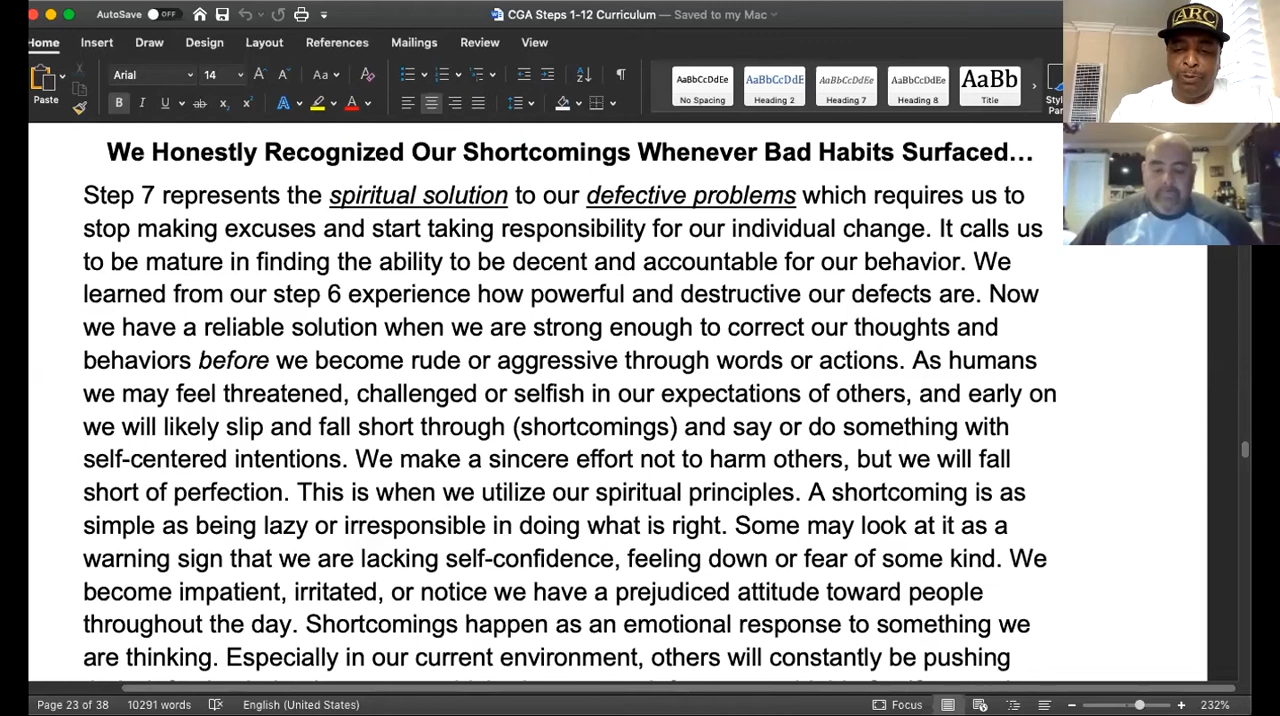 AutoSave OFF CGA Steps 1-12 Curriculum — Saved to my Mac
Home Insert Draw Design Layout References Mailings Review View
Paste Arial 14 Aa AaBbCcDdEe AaBbCcDdE AaBbCcDdEe AaBbCcDdEe AaBb
No Spacing Heading 2 Heading 7 Heading 8 Title
ARC
We Honestly Recognized Our Shortcomings Whenever Bad Habits Surfaced…
Step 7 represents the spiritual solution to our defective problems which requires us to
stop making excuses and start taking responsibility for our individual change. It calls us
to be mature in finding the ability to be decent and accountable for our behavior. We
learned from our step 6 experience how powerful and destructive our defects are. Now
we have a reliable solution when we are strong enough to correct our thoughts and
behaviors before we become rude or aggressive through words or actions. As humans
we may feel threatened, challenged or selfish in our expectations of others, and early on
we will likely slip and fall short through (shortcomings) and say or do something with
self-centered intentions. We make a sincere effort not to harm others, but we will fall
short of perfection. This is when we utilize our spiritual principles. A shortcoming is as
simple as being lazy or irresponsible in doing what is right. Some may look at it as a
warning sign that we are lacking self-confidence, feeling down or fear of some kind. We
become impatient, irritated, or notice we have a prejudiced attitude toward people
throughout the day. Shortcomings happen as an emotional response to something we
are thinking. Especially in our current environment, others will constantly be pushing
Page 23 of 38 10291 words English (United States) Focus 232%